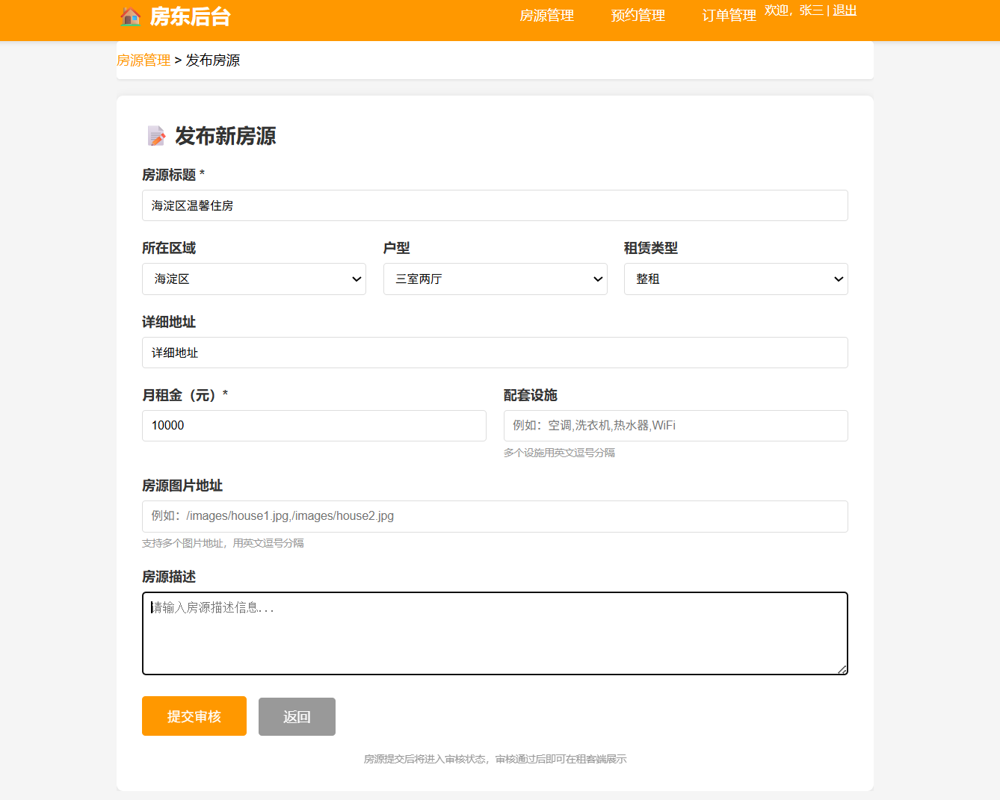 房东后台
房源管理 预约管理 订单管理 欢迎，张三 | 退出
房源管理 > 发布房源
发布新房源
房源标题 *
海淀区温馨住房
所在区域 户型 租赁类型
海淀区 三室两厅 整租
详细地址
详细地址
月租金（元）* 配套设施
10000 例如：空调,洗衣机,热水器,WiFi
多个设施用英文逗号分隔
房源图片地址
例如：/images/house1.jpg,/images/house2.jpg
支持多个图片地址，用英文逗号分隔
房源描述
请输入房源描述信息...
提交审核 返回
房源提交后将进入审核状态，审核通过后即可在租客端展示